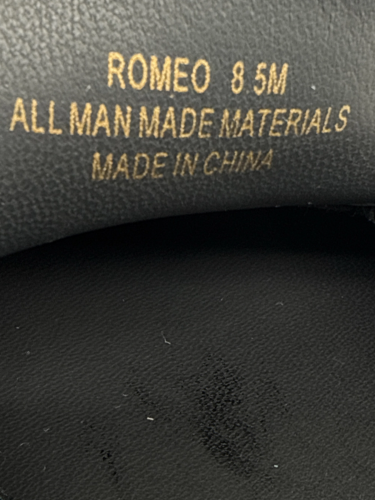 ROMEO 8 5M
ALL MAN MADE MATERIALS
MADE IN CHINA